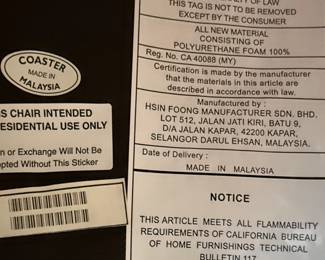 COASTER
MADE IN
MALAYSIA
S CHAIR INTENDED
RESIDENTIAL USE ONLY
n or Exchange Will Not Be
epted Without This Sticker
OF LAW
THIS TAG IS NOT TO BE REMOVED
EXCEPT BY THE CONSUMER
ALL NEW MATERIAL
CONSISTING OF
POLYURETHANE FOAM 100%
Reg. No. CA 40088 (MY)
Certification is made by the manufacturer
that the materials in this article are
described in accordance with law.
Manufactured by :
HSIN FOONG MANUFACTURER SDN. BHD.
LOT 512, JALAN JATI KIRI, BATU 9,
D/A JALAN KAPAR, 42200 KAPAR,
SELANGOR DARUL EHSAN, MALAYSIA.
Date of Delivery :
MADE IN MALAYSIA
NOTICE
THIS ARTICLE MEETS ALL FLAMMABILITY
REQUIREMENTS OF CALIFORNIA BUREAU
OF HOME FURNISHINGS TECHNICAL
BULLETIN 117